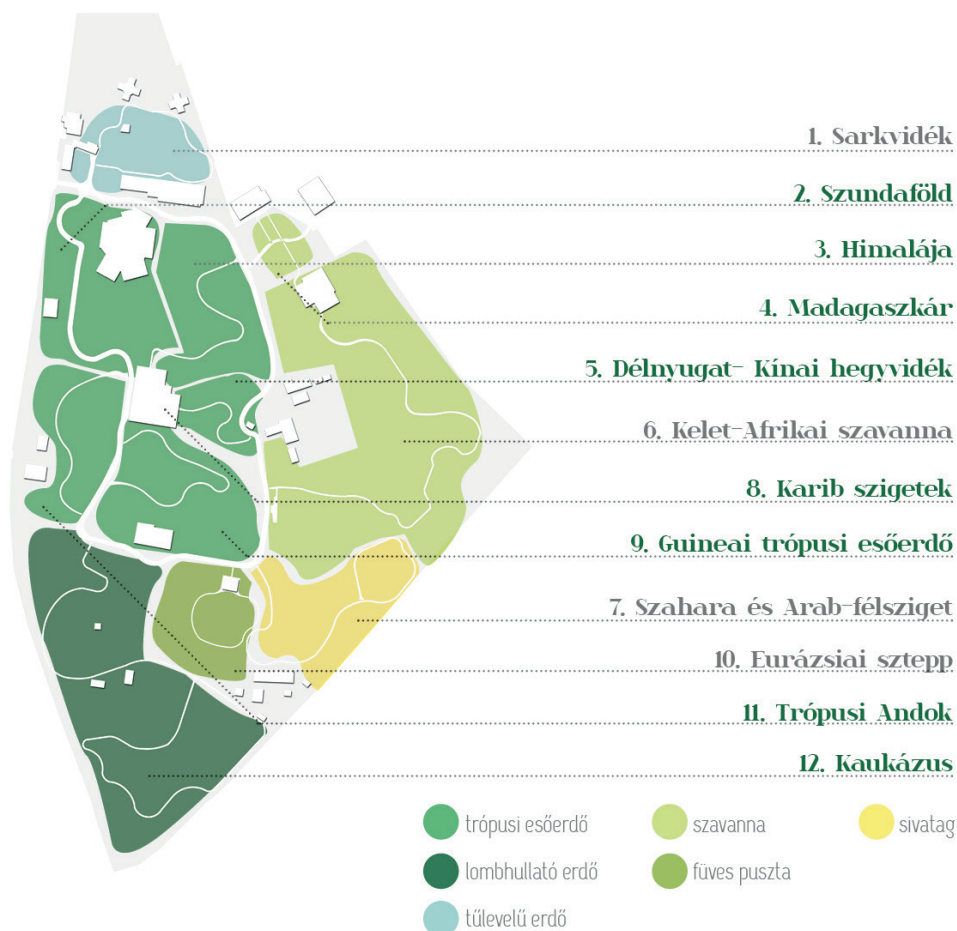 1. Sarkvidék
2. Szundaföld
3. Himalája
4. Madagaszkár
5. Délnyugat- Kínai hegyvidék
6. Kelet-Afrikai szavanna
8. Karib szigetek
9. Guineai trópusi esőerdő
7. Szahara és Arab-félsziget
10. Eurázsiai sztepp
11. Trópusi Andok
12. Kaukázus
trópusi esőerdő
szavanna
sivatag
lombhullató erdő
füves puszta
tűlevelű erdő